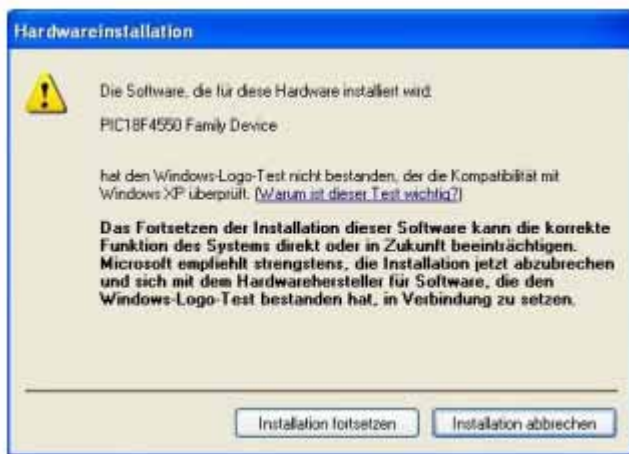 Hardwareinstallation
Die Software, die für diese Hardware installiert wird:
PIC18F4550 Family Device
hat den Windows-Logo-Test nicht bestanden, der die Kompatibilität mit
Windows XP überprüft. (Warum ist dieser Test wichtig?)
Das Fortsetzen der Installation dieser Software kann die korrekte
Funktion des Systems direkt oder in Zukunft beeinträchtigen.
Microsoft empfiehlt strengstens, die Installation jetzt abzubrechen
und sich mit dem Hardwarehersteller für Software, die den
Windows-Logo-Test bestanden hat, in Verbindung zu setzen.
Installation fortsetzen
Installation abbrechen